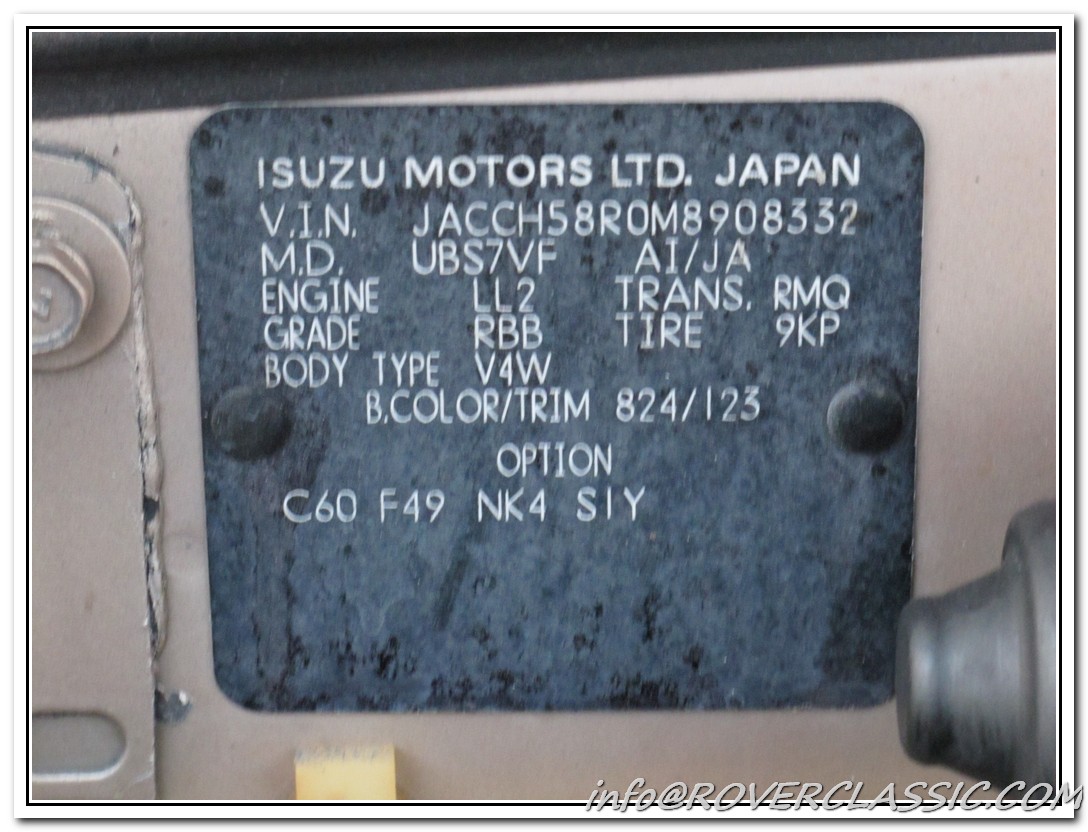 ISUZU MOTORS LTD. JAPAN
V.I.N. JACCH58R0M8908332
M.D. UBS7VF AI/JA
ENGINE LL2 TRANS. RMQ
GRADE RBB TIRE 9KP
BODY TYPE V4W
B.COLOR/TRIM 824/123
OPTION
C60 F49 NK4 SIY
info@ROVERCLASSIC.COM